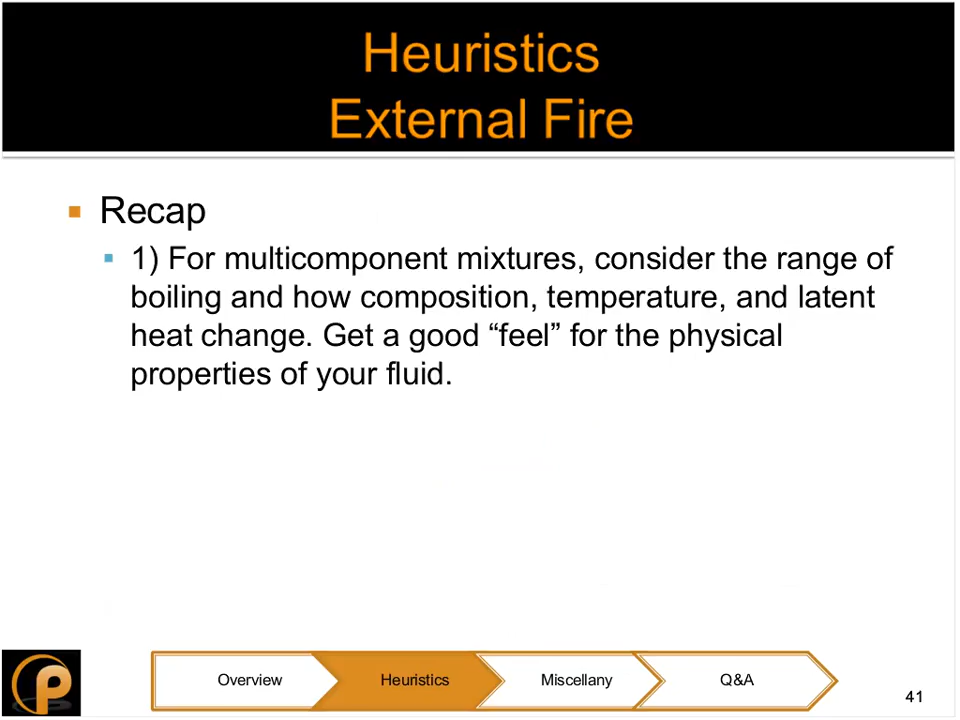 Heuristics
External Fire
Recap
1) For multicomponent mixtures, consider the range of
boiling and how composition, temperature, and latent
heat change. Get a good “feel” for the physical
properties of your fluid.
Overview
Heuristics
Miscellany
Q&A
41